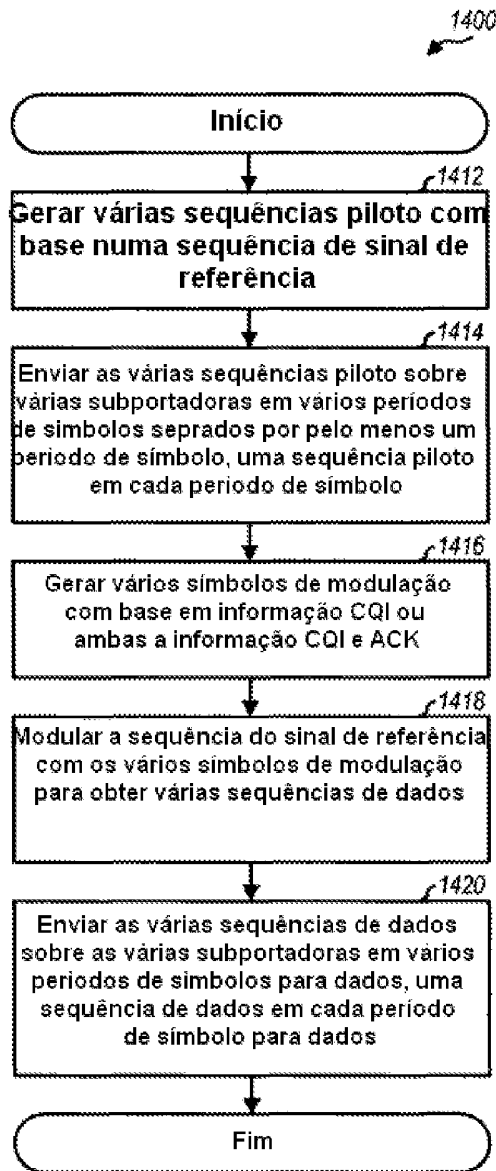 1400
Início
1412
Gerar várias sequências piloto com
base numa sequência de sinal de
referência
1414
Enviar as várias sequências piloto sobre
várias subportadoras em vários períodos
de simbolos seprados por pelo menos um
periodo de símbolo, uma sequência piloto
em cada periodo de símbolo
1416
Gerar vários símbolos de modulação
com base em informação CQI ou
ambas a informação CQI e ACK
1418
Modular a sequência do sinal de referência
com os vários símbolos de modulação
para obter várias sequências de dados
1420
Enviar as várias sequências de dados
sobre as várias subportadoras em vários
periodos de simbolos para dados, uma
sequência de dados em cada período
de símbolo para dados
Fim